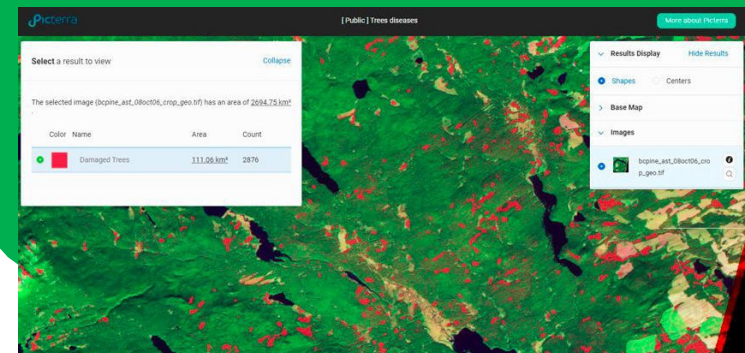 Picterra
[ Public ] Trees diseases
More about Picterra
Select a result to view
Collapse
The selected image (bcpine_ast_08oct06_crop_geo.tif) has an area of 2694.75 km²
.
Color Name Area Count
Damaged Trees 111.06 km² 2876
Results Display Hide Results
Shapes Centers
Base Map
Images
bcpine_ast_08oct06_cro
p_geo.tif